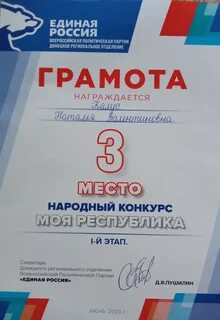 ЕДИНАЯ
РОССИЯ
ВСЕРОССИЙСКАЯ ПОЛИТИЧЕСКАЯ ПАРТИЯ
ДОНЕЦКОЕ РЕГИОНАЛЬНОЕ ОТДЕЛЕНИЕ
ГРАМОТА
НАГРАЖДАЕТСЯ
Наталия Валентиновна
3
МЕСТО
НАРОДНЫЙ КОНКУРС
МОЯ РЕСПУБЛИКА
I-Й ЭТАП.
Секретарь
Донецкого регионального отделения
Всероссийской Политической Партии
«ЕДИНАЯ РОССИЯ»
Д.В.ПУШИЛИН
ИЮНЬ 2023 г